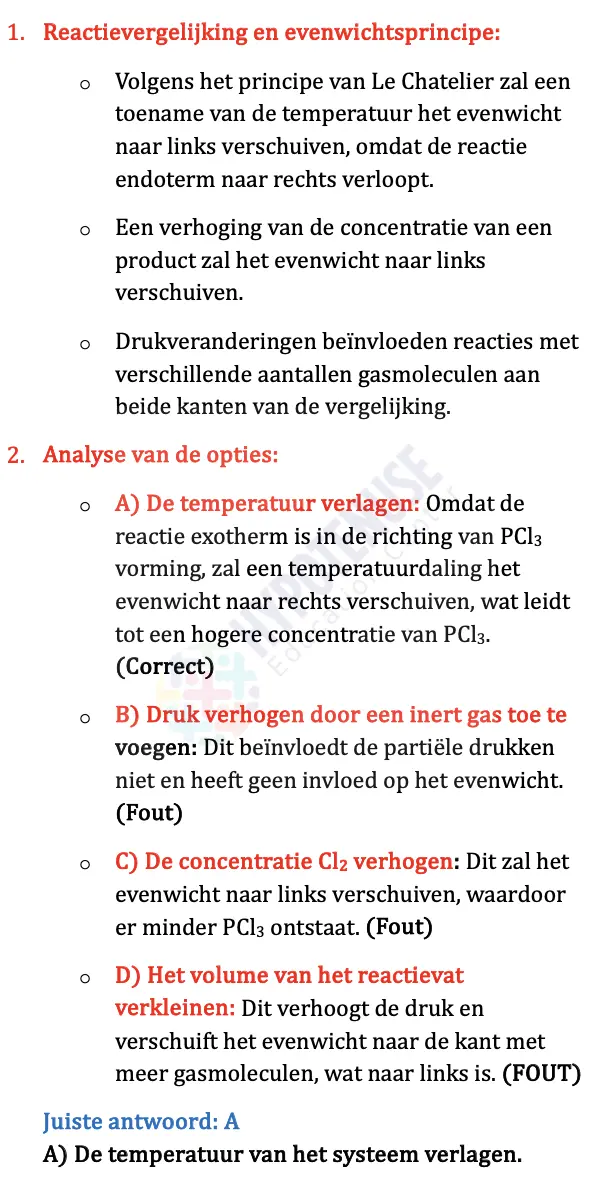 1. Reactievergelijking en evenwichtsprincipe:
o Volgens het principe van Le Chatelier zal een
toename van de temperatuur het evenwicht
naar links verschuiven, omdat de reactie
endoterm naar rechts verloopt.
o Een verhoging van de concentratie van een
product zal het evenwicht naar links
verschuiven.
o Drukveranderingen beïnvloeden reacties met
verschillende aantallen gasmoleculen aan
beide kanten van de vergelijking.
2. Analyse van de opties:
o A) De temperatuur verlagen: Omdat de
reactie exotherm is in de richting van PCl₃
vorming, zal een temperatuurdaling het
evenwicht naar rechts verschuiven, wat leidt
tot een hogere concentratie van PCl₃.
(Correct)
o B) Druk verhogen door een inert gas toe te
voegen: Dit beïnvloedt de partiële drukken
niet en heeft geen invloed op het evenwicht.
(Fout)
o C) De concentratie Cl₂ verhogen: Dit zal het
evenwicht naar links verschuiven, waardoor
er minder PCl₃ ontstaat. (Fout)
o D) Het volume van het reactievat
verkleinen: Dit verhoogt de druk en
verschuift het evenwicht naar de kant met
meer gasmoleculen, wat naar links is. (FOUT)
Juiste antwoord: A
A) De temperatuur van het systeem verlagen.
HYPOTENUSE
Education Center